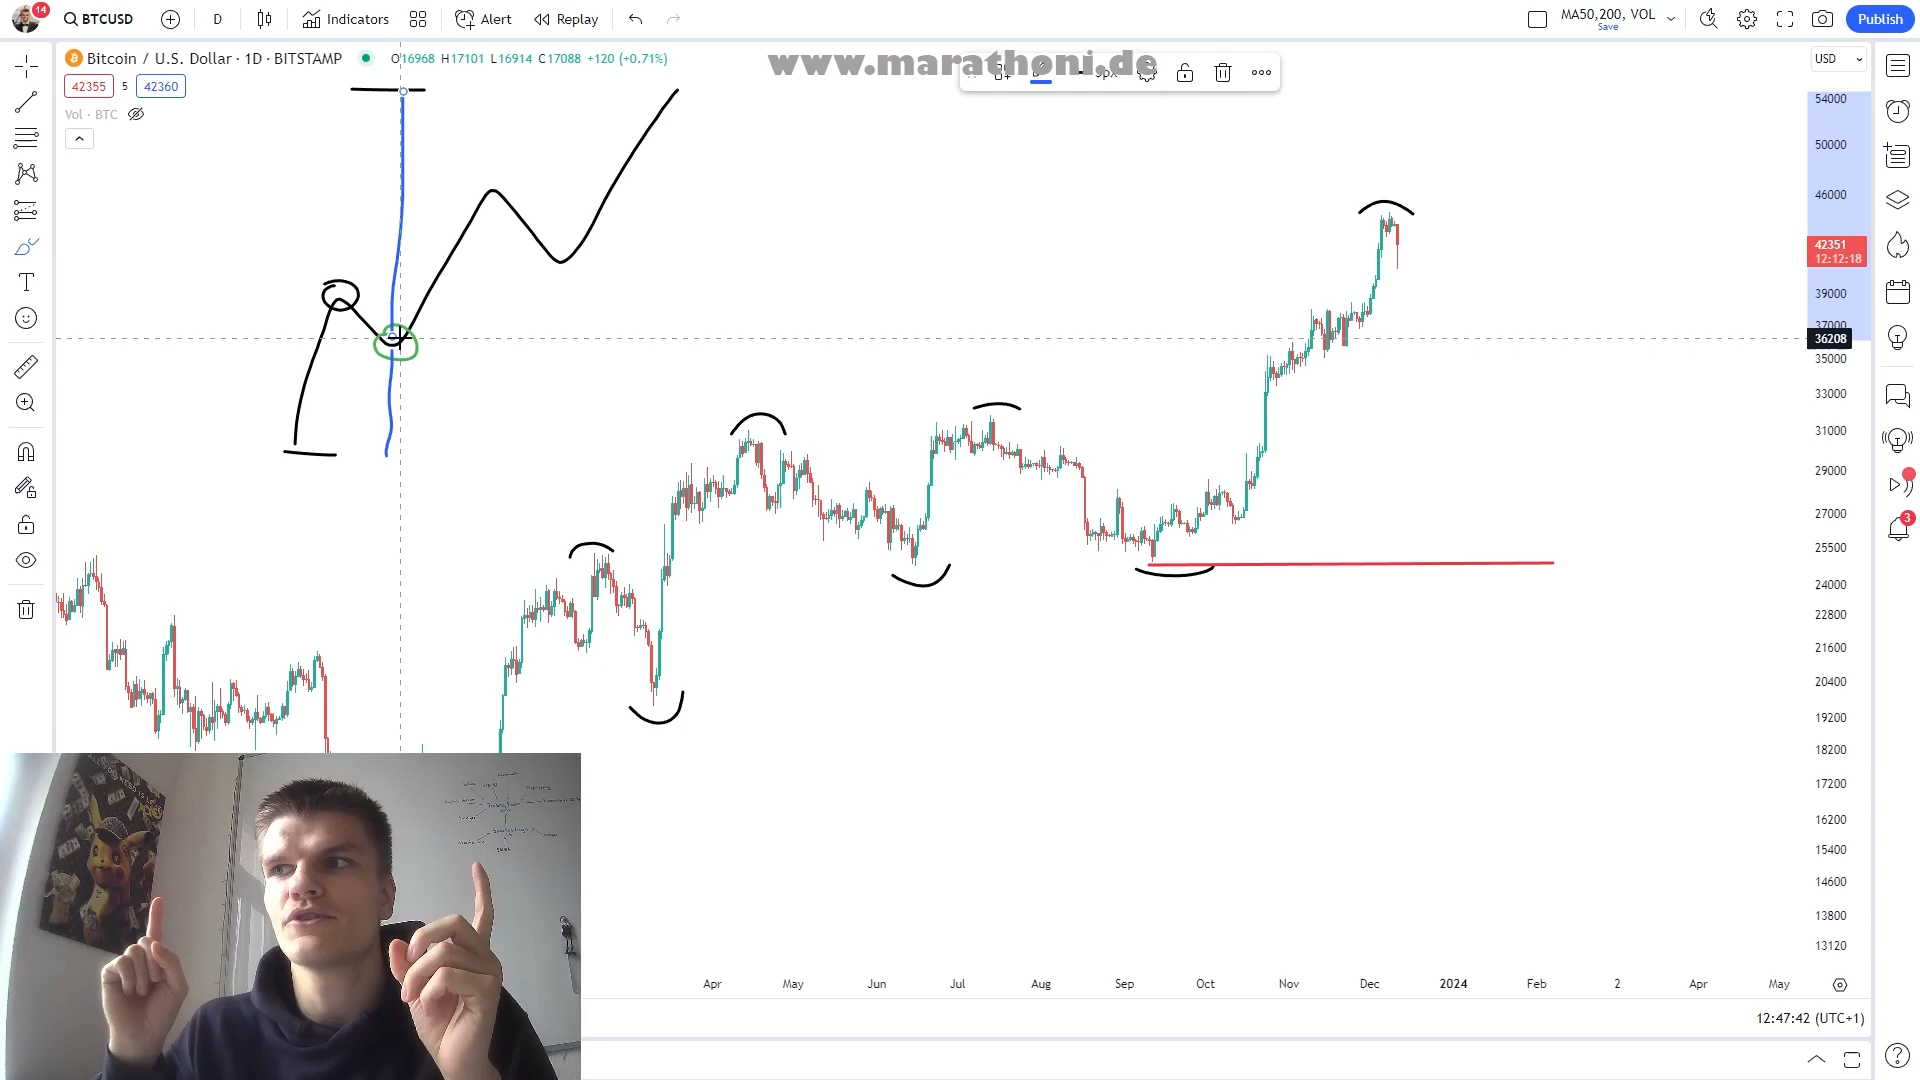 14
BTCUSD
D
Indicators
Alert
Replay
MA50,200, VOL
Save
Publish
Bitcoin / U.S. Dollar · 1D · BITSTAMP
O16968 H17101 L16914 C17088 +120 (+0.71%)
www.marathoni.de
USD
42355 5 42360
Vol · BTC
54000
50000
46000
42351
12:12:18
39000
37000
36208
35000
33000
31000
29000
27000
25500
24000
22800
21600
20400
19200
18200
17200
16200
15400
14600
13800
13120
3
Apr May Jun Jul Aug Sep Oct Nov Dec 2024 Feb 2 Apr May
12:47:42 (UTC+1)